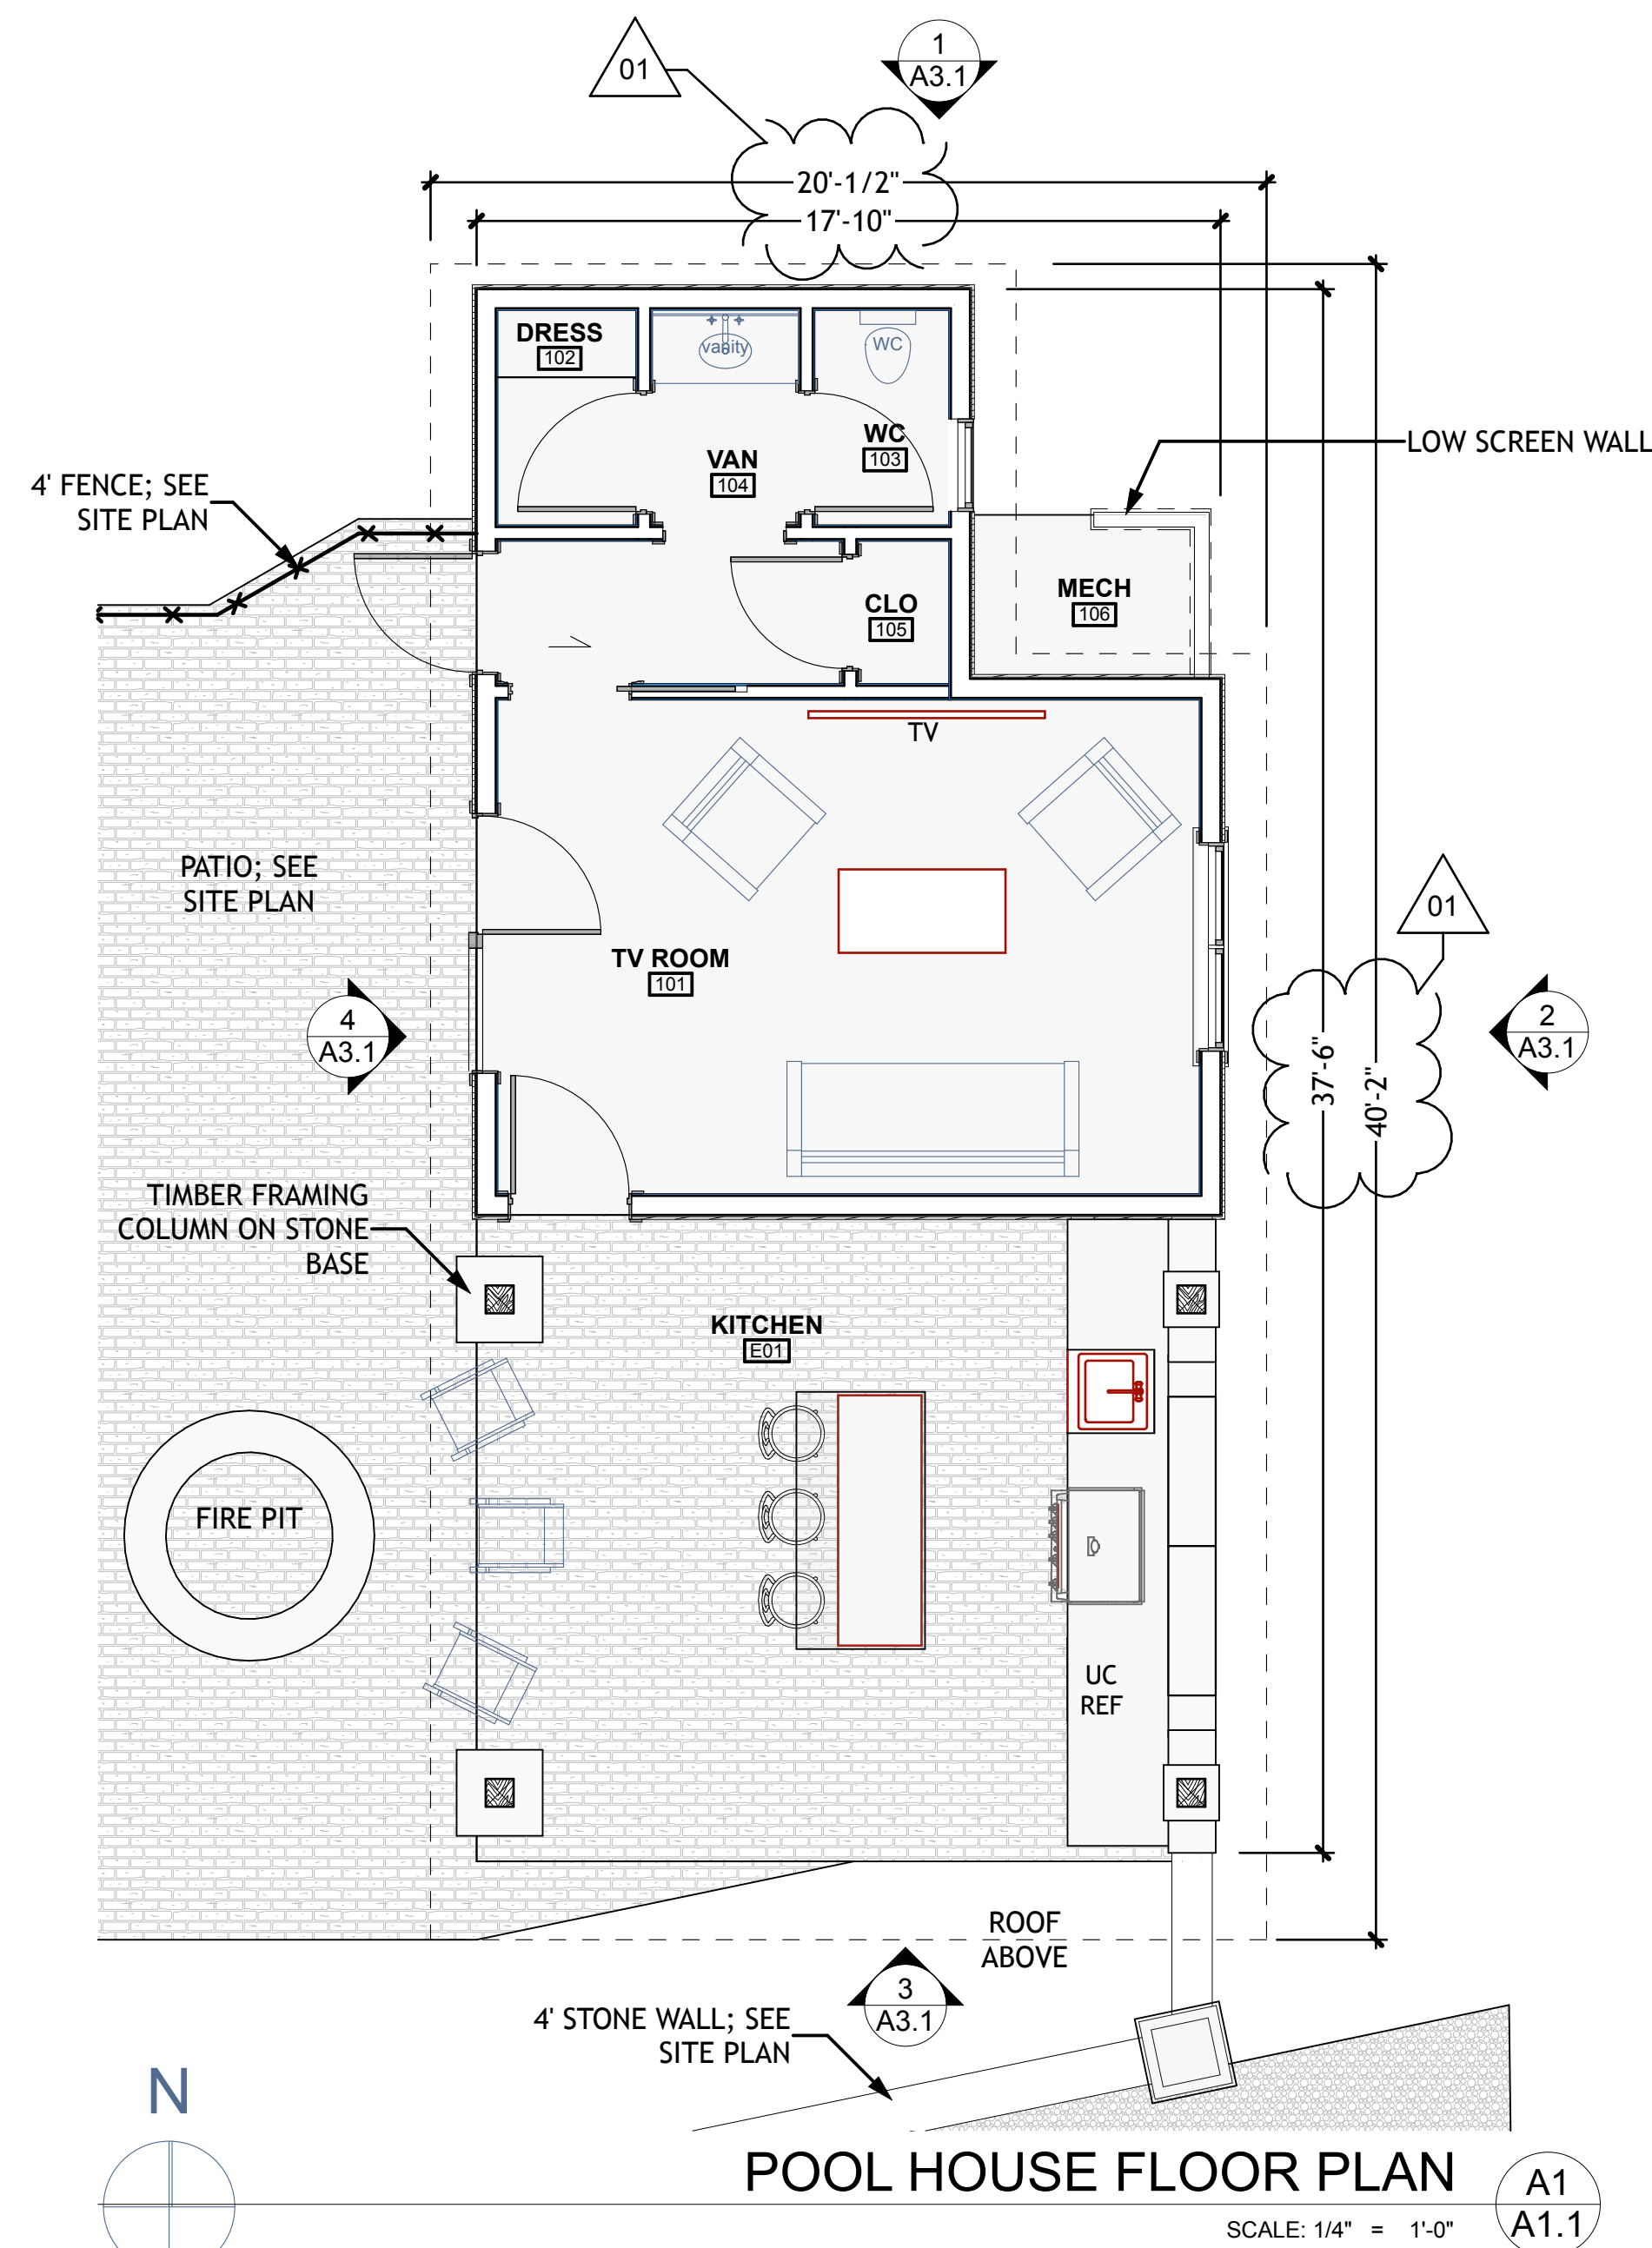 01
1
A3.1
20'-1/2"
17'-10"
DRESS
102
vanity
WC
WC
103
VAN
104
LOW SCREEN WALL
4' FENCE; SEE
SITE PLAN
CLO
105
MECH
106
TV
PATIO; SEE
SITE PLAN
TV ROOM
101
01
4
A3.1
2
A3.1
37'-6"
40'-2"
TIMBER FRAMING
COLUMN ON STONE
BASE
KITCHEN
E01
FIRE PIT
UC
REF
ROOF
ABOVE
3
A3.1
4' STONE WALL; SEE
SITE PLAN
N
POOL HOUSE FLOOR PLAN
SCALE: 1/4" = 1'-0"
A1
A1.1